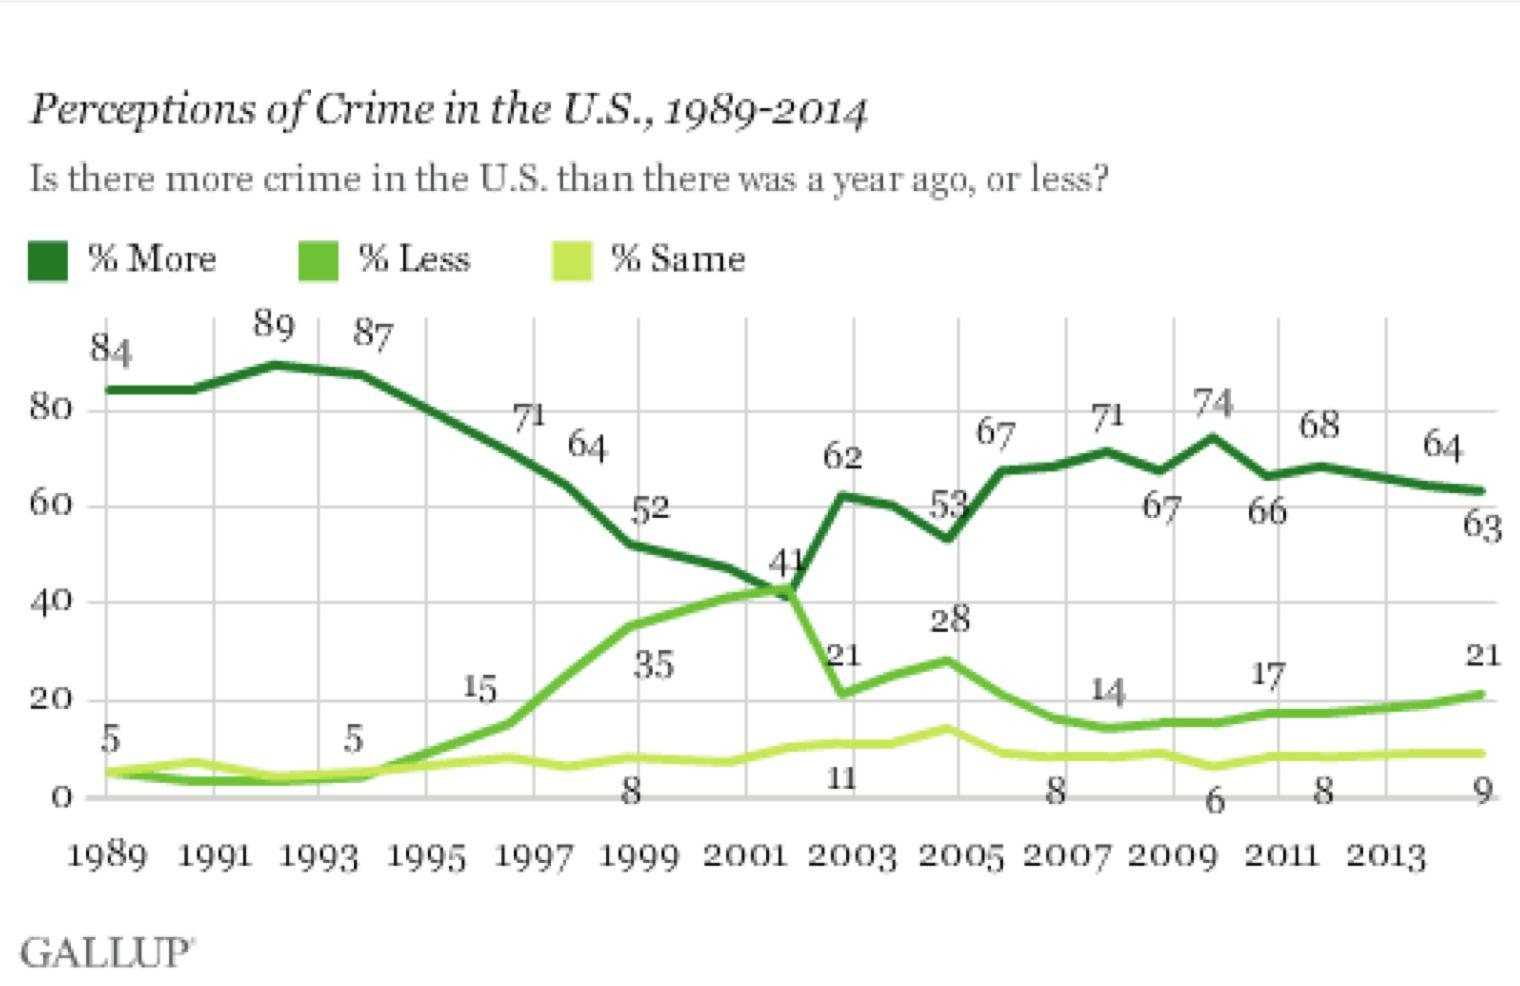 Perceptions of Crime in the U.S., 1989-2014
Is there more crime in the U.S. than there was a year ago, or less?
% More % Less % Same
89 87
84
74
80 71 71 68
64 67 64
62
60 52 53 67 66 63
41
40
28
35 21 21
15 17
20 14
5 5
11
0 8 8 6 8 9
1989 1991 1993 1995 1997 1999 2001 2003 2005 2007 2009 2011 2013
GALLUP®